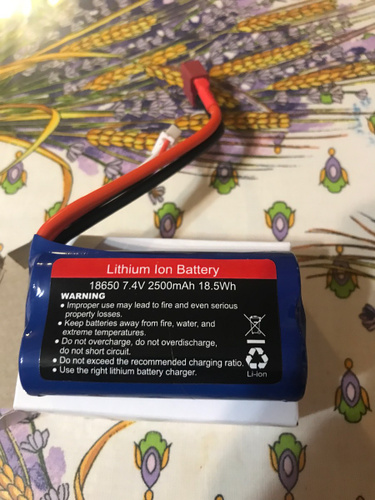 Lithium Ion Battery
18650 7.4V 2500mAh 18.5Wh
WARNING
• Improper use may lead to fire and even serious
property losses.
• Keep batteries away from fire, water, and
extreme temperatures.
• Do not overcharge, do not overdischarge,
do not short circuit.
• Do not exceed the recommended charging ratio.
• Use the right lithium battery charger.
Li-ion